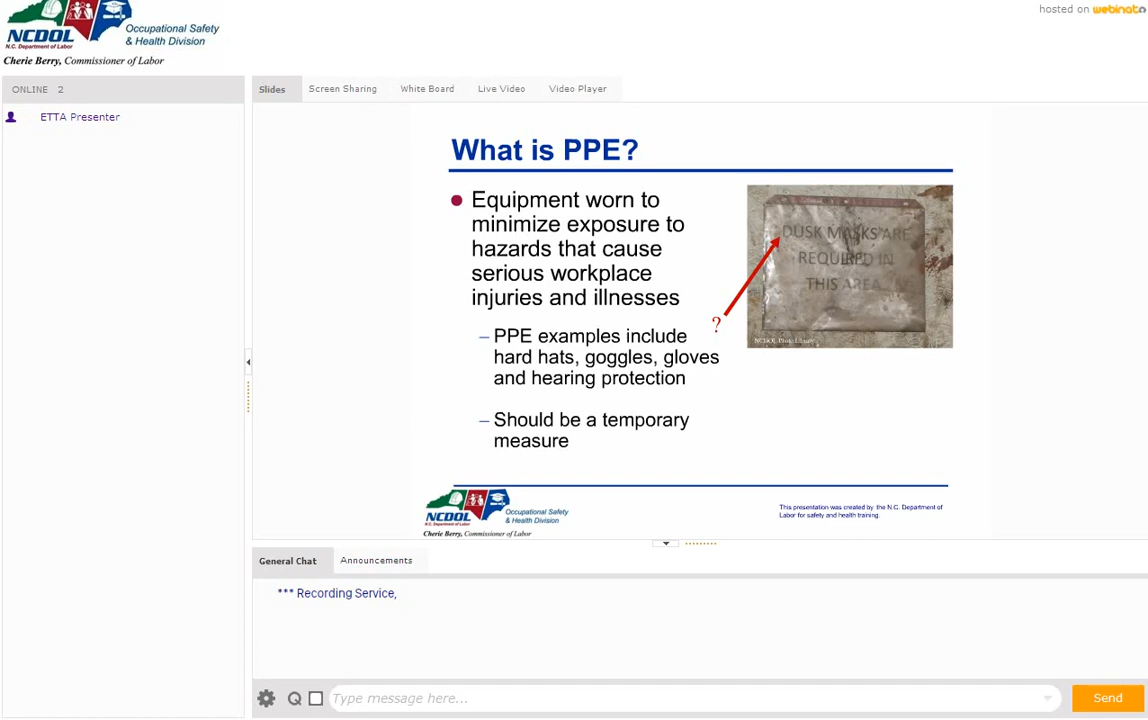 NCDOL
N.C. Department of Labor
Occupational Safety
& Health Division
Cherie Berry, Commissioner of Labor
hosted on webinato
ONLINE 2
ETTA Presenter
Slides Screen Sharing White Board Live Video Video Player
What is PPE?
Equipment worn to
minimize exposure to
hazards that cause
serious workplace
injuries and illnesses
– PPE examples include
hard hats, goggles, gloves
and hearing protection
– Should be a temporary
measure
DUSK MASKS ARE
REQUIRED IN
THIS AREA
?
NCDOL Photo Library
NCDOL
N.C. Department of Labor
Occupational Safety
& Health Division
Cherie Berry, Commissioner of Labor
This presentation was created by the N.C. Department of
Labor for safety and health training.
General Chat Announcements
*** Recording Service,
Q Type message here... Send